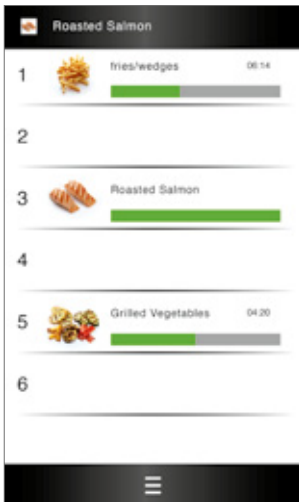 Roasted Salmon
1 fries/wedges 06:14
2
3 Roasted Salmon
4
5 Grilled Vegetables 04:20
6